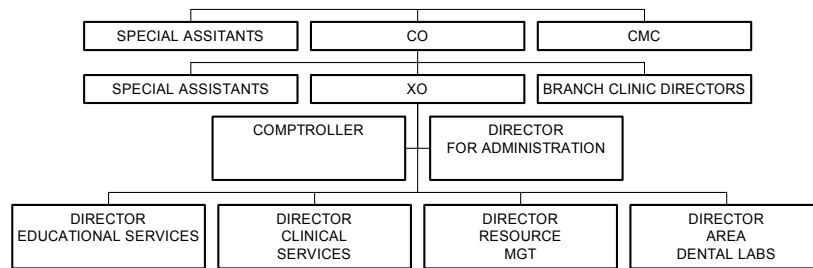 SPECIAL ASSITANTS
CO
CMC
SPECIAL ASSISTANTS
XO
BRANCH CLINIC DIRECTORS
COMPTROLLER
DIRECTOR
FOR ADMINISTRATION
DIRECTOR
EDUCATIONAL SERVICES
DIRECTOR
CLINICAL
SERVICES
DIRECTOR
RESOURCE
MGT
DIRECTOR
AREA
DENTAL LABS